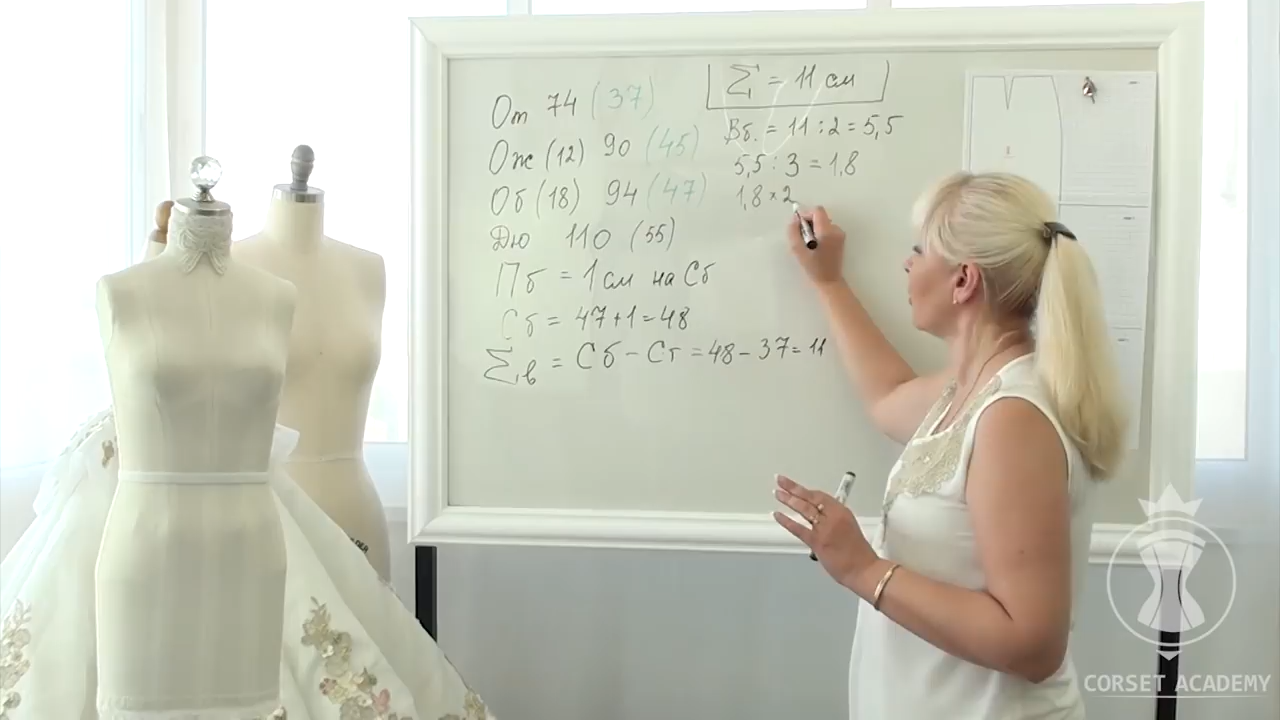 От 74 (37)
Ож (12) 90 (45)
Об (18) 94 (47)
Дю 110 (55)
Пб = 1 см на Сб
Сб = 47+1=48
Σв = Сб - Ст = 48 - 37 = 11
Σ = 11 см
Вб. = 11 : 2 = 5,5
5,5 : 3 = 1,8
1,8 × 2
CORSET ACADEMY